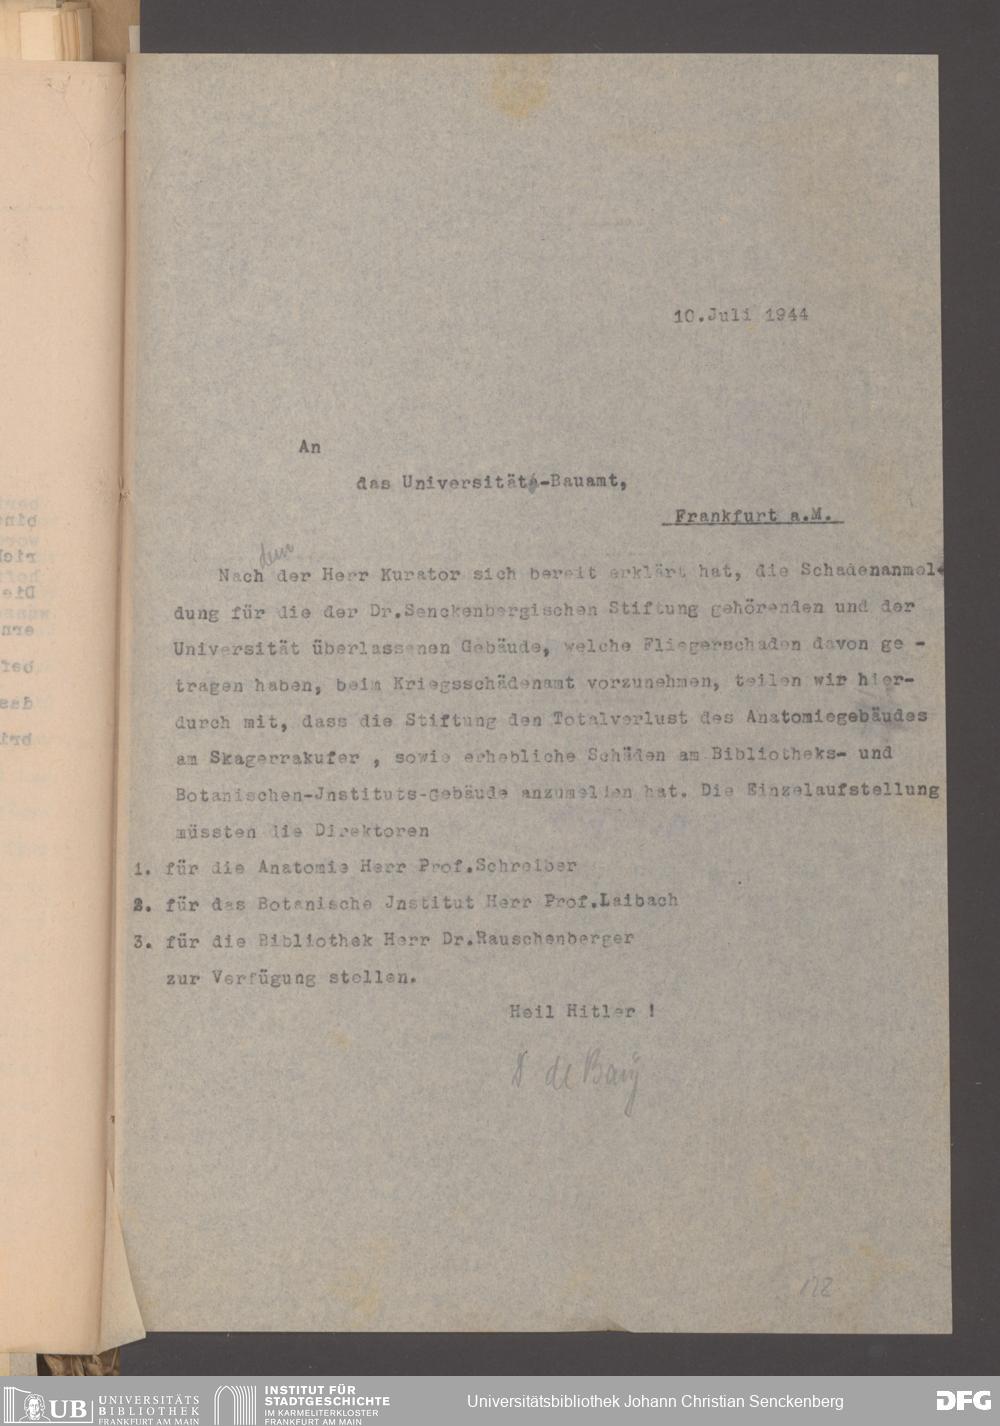 10.Juli 1944
An
das Universitäts-Bauamt,
Frankfurt a.M.
dem
Nach der Herr Kurator sich bereit erklärt hat, die Schadenanmel-
dung für die der Dr.Senckenbergischen Stiftung gehörenden und der
Universität überlassenen Gebäude, welche Fliegerschaden davon ge -
tragen haben, beim Kriegsschädenamt vorzunehmen, teilen wir hier-
durch mit, dass die Stiftung den Totalverlust des Anatomiegebäudes
am Skagerrakufer , sowie erhebliche Schäden am Bibliotheks- und
Botanischen-Jnstituts-Gebäude anzumelden hat. Die Einzelaufstellung
müssten die Direktoren
1. für die Anatomie Herr Prof.Schreiber
2. für das Botanische Jnstitut Herr Prof.Laibach
3. für die Bibliothek Herr Dr.Rauschenberger
zur Verfügung stellen.
Heil Hitler !
de Bary
UB UNIVERSITÄTS
BIBLIOTHEK
FRANKFURT AM MAIN
INSTITUT FÜR
STADTGESCHICHTE
IM KARMELITERKLOSTER
FRANKFURT AM MAIN
Universitätsbibliothek Johann Christian Senckenberg
DFG